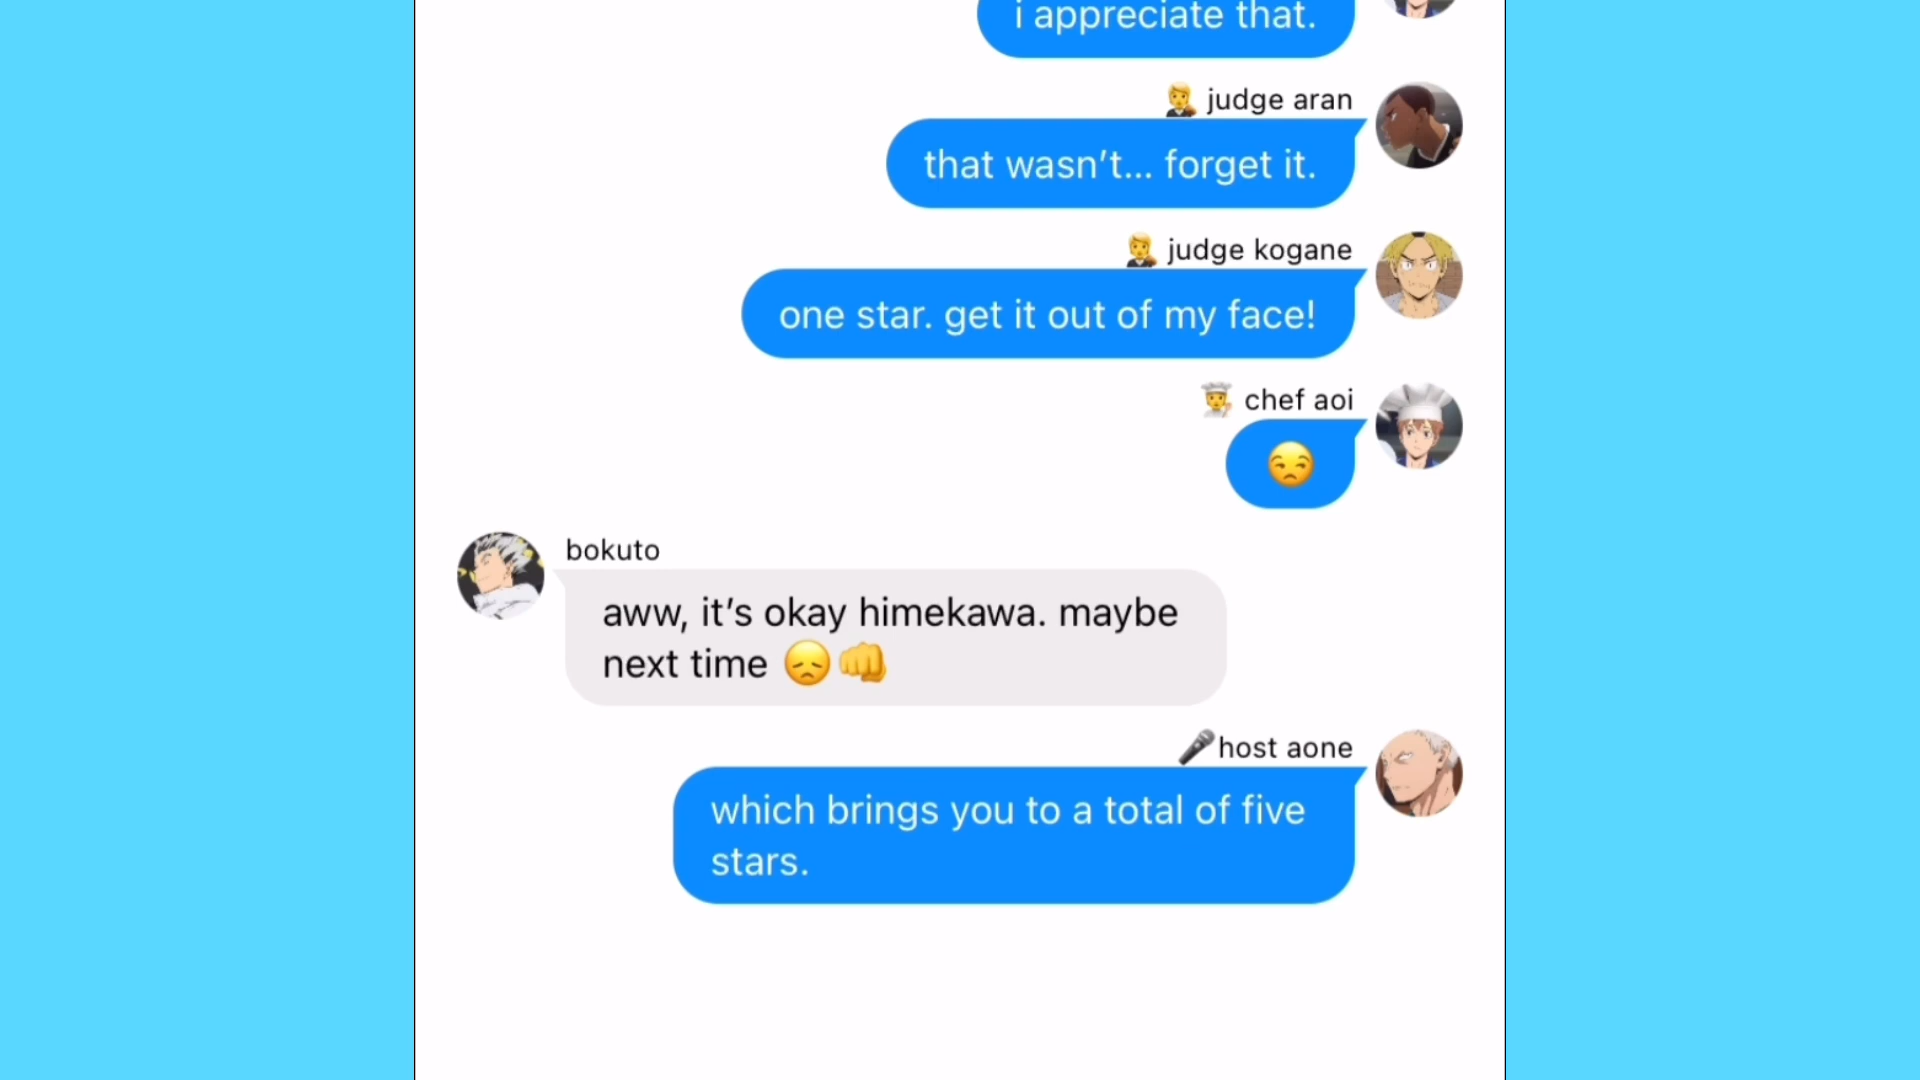 i appreciate that.
judge aran
that wasn’t... forget it.
judge kogane
one star. get it out of my face!
chef aoi
bokuto
aww, it’s okay himekawa. maybe
next time
host aone
which brings you to a total of five
stars.